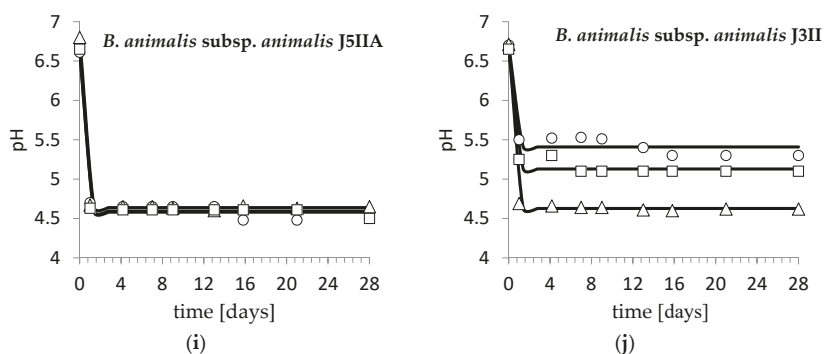 B. animalis subsp. animalis J5IIA
7
6.5
6
5.5
5
4.5
4
pH
0 4 8 12 16 20 24 28
time [days]
(i)
B. animalis subsp. animalis J3II
7
6.5
6
5.5
5
4.5
4
pH
0 4 8 12 16 20 24 28
time [days]
(j)